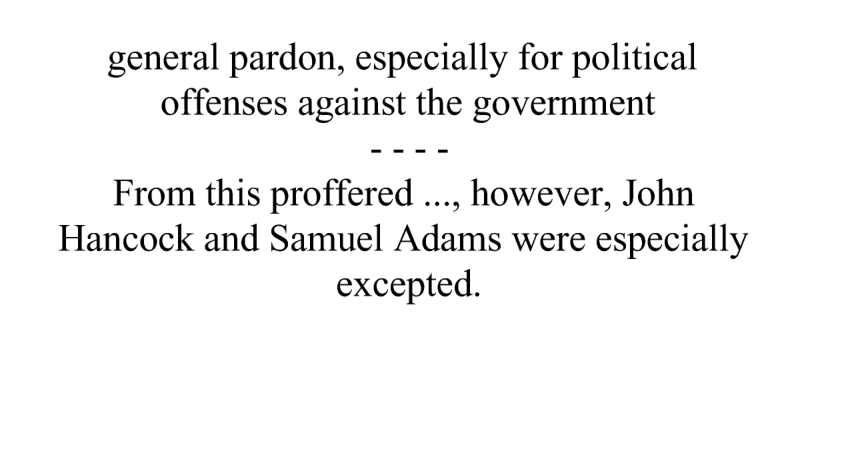 general pardon, especially for political
offenses against the government
- - - -
From this proffered ..., however, John
Hancock and Samuel Adams were especially
excepted.